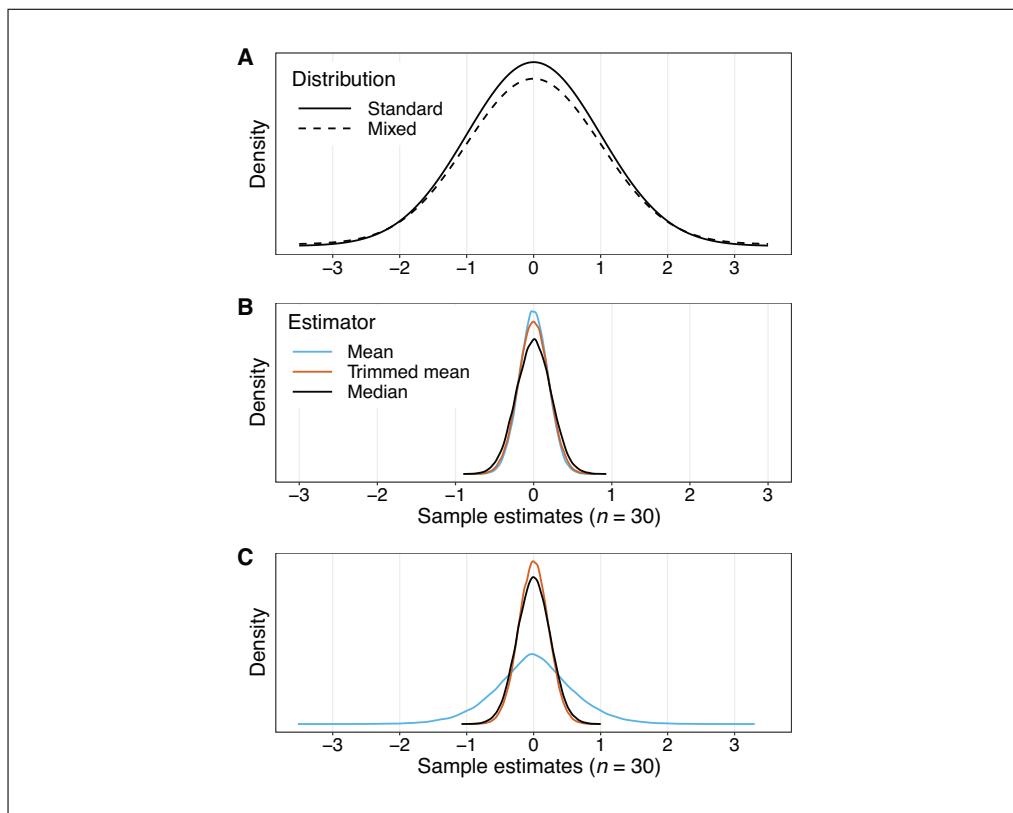 A
Distribution
Standard
Mixed
Density
−3 −2 −1 0 1 2 3
B
Estimator
Mean
Trimmed mean
Median
Density
−3 −2 −1 0 1 2 3
Sample estimates (n = 30)
C
Density
−3 −2 −1 0 1 2 3
Sample estimates (n = 30)